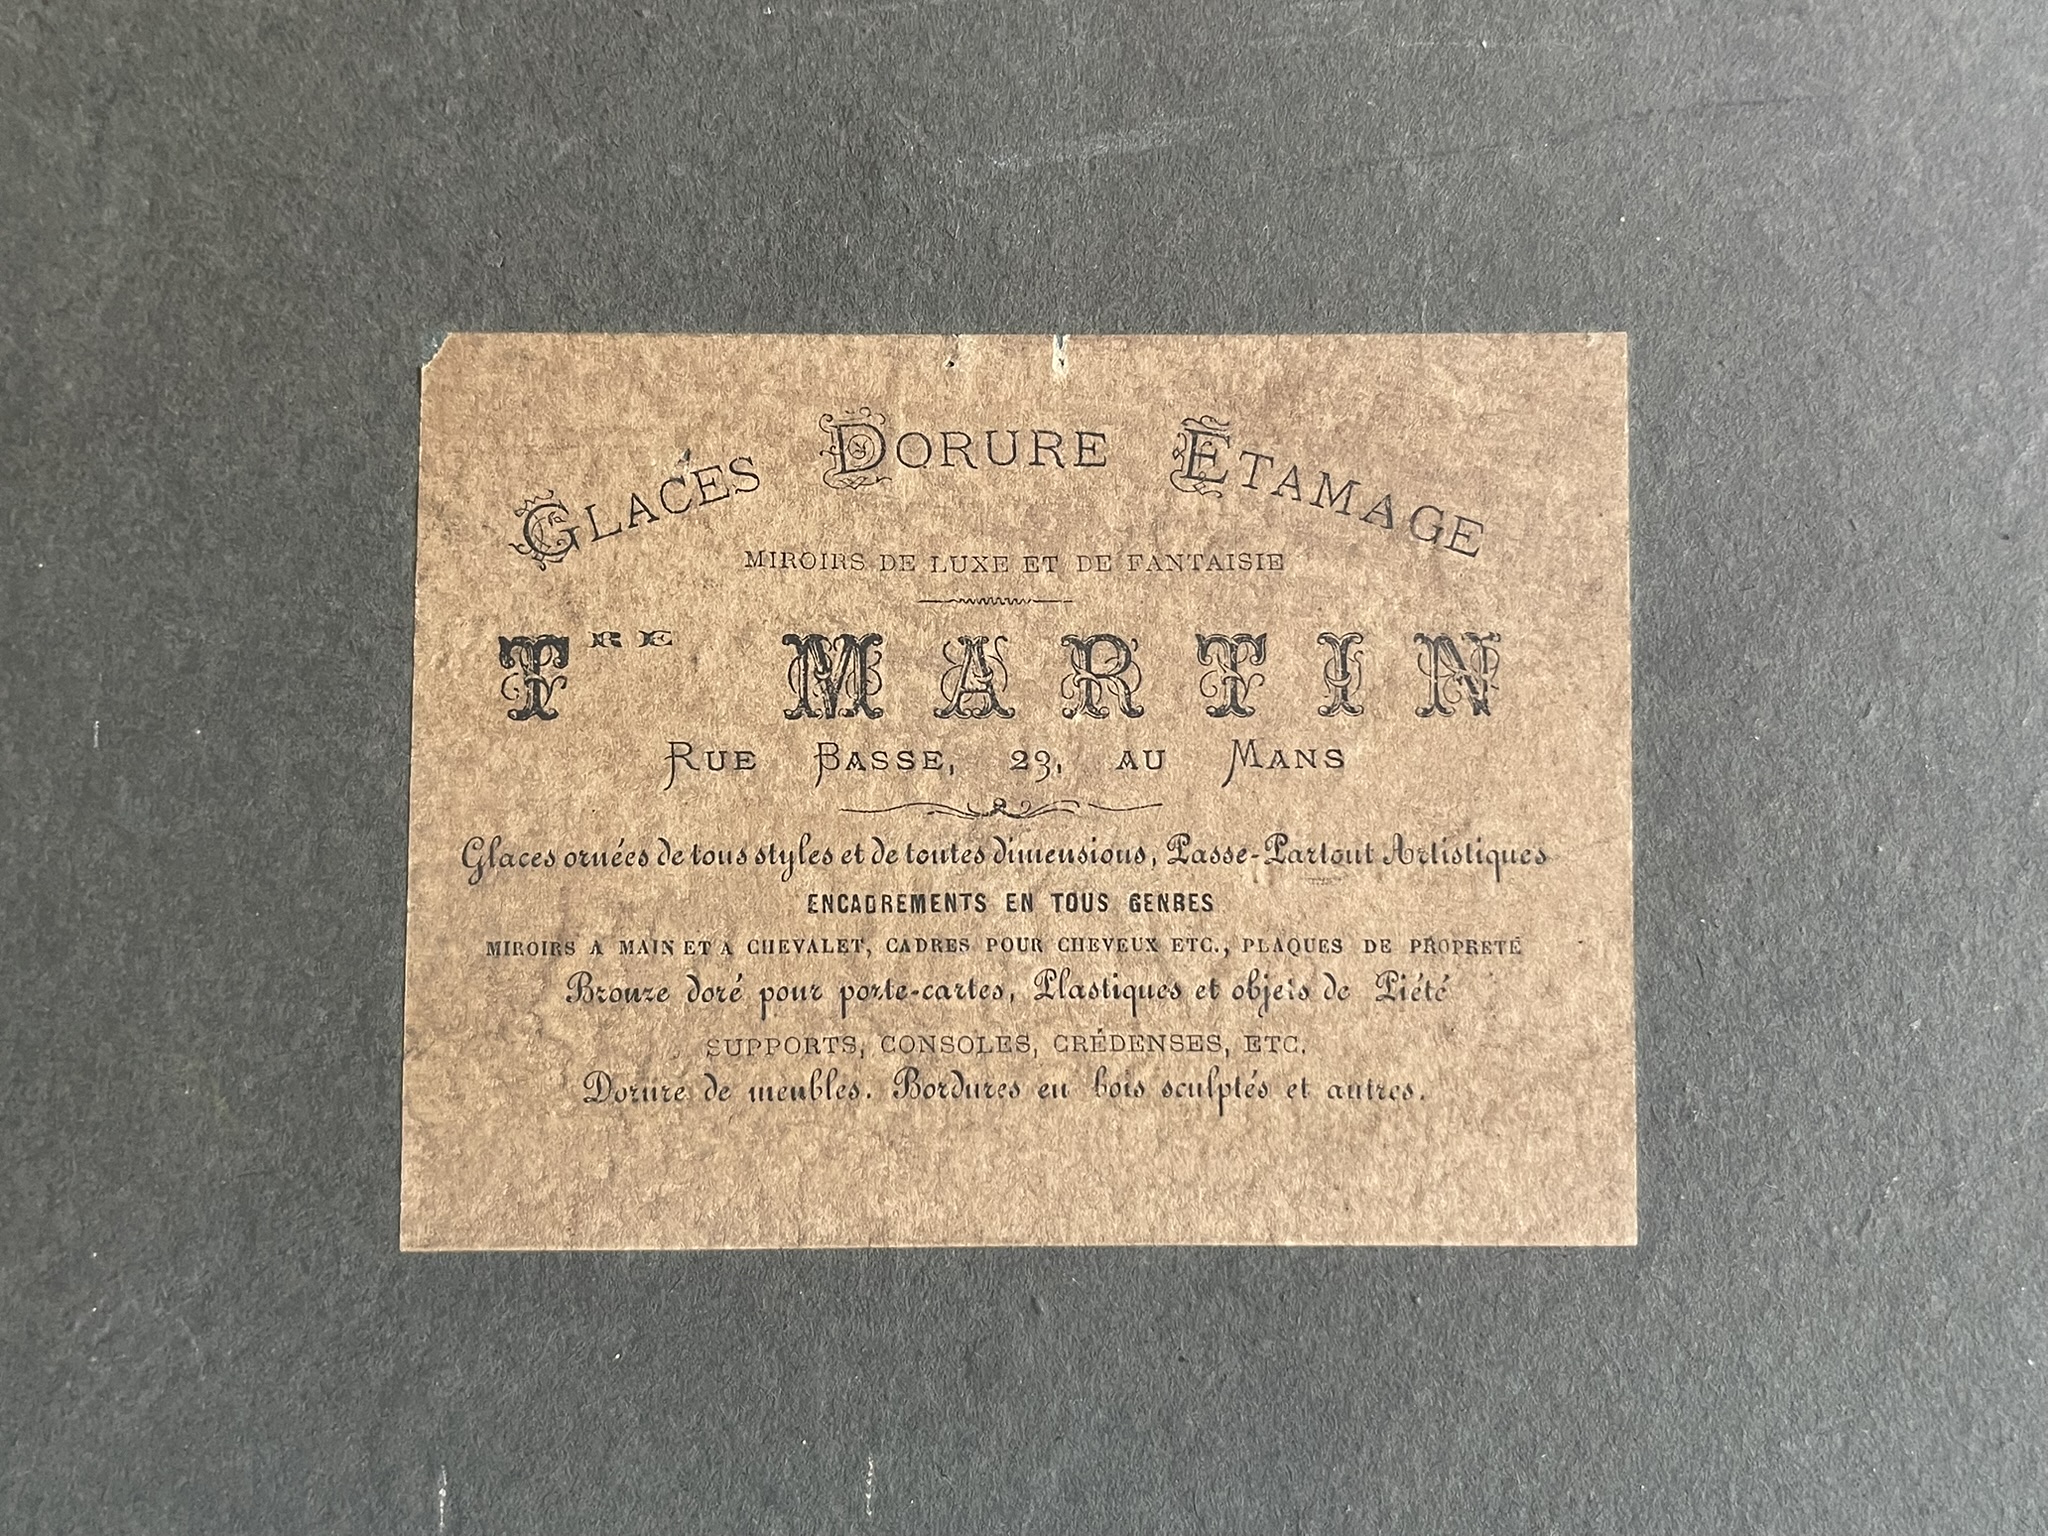 Glaces Dorure Étamage
MIROIRS DE LUXE ET DE FANTAISIE
TRE MARTIN
Rue Basse, 23, au Mans
Glaces ornées de tous styles et de toutes dimensions, Passe-Partout Artistiques
ENCADREMENTS EN TOUS GENRES
MIROIRS A MAIN ET A CHEVALET, CADRES POUR CHEVEUX ETC., PLAQUES DE PROPRETÉ
Bronze doré pour porte-cartes, Plastiques et objets de Piété
SUPPORTS, CONSOLES, CRÉDENSES, ETC.
Dorure de meubles. Bordures en bois sculptés et autres.